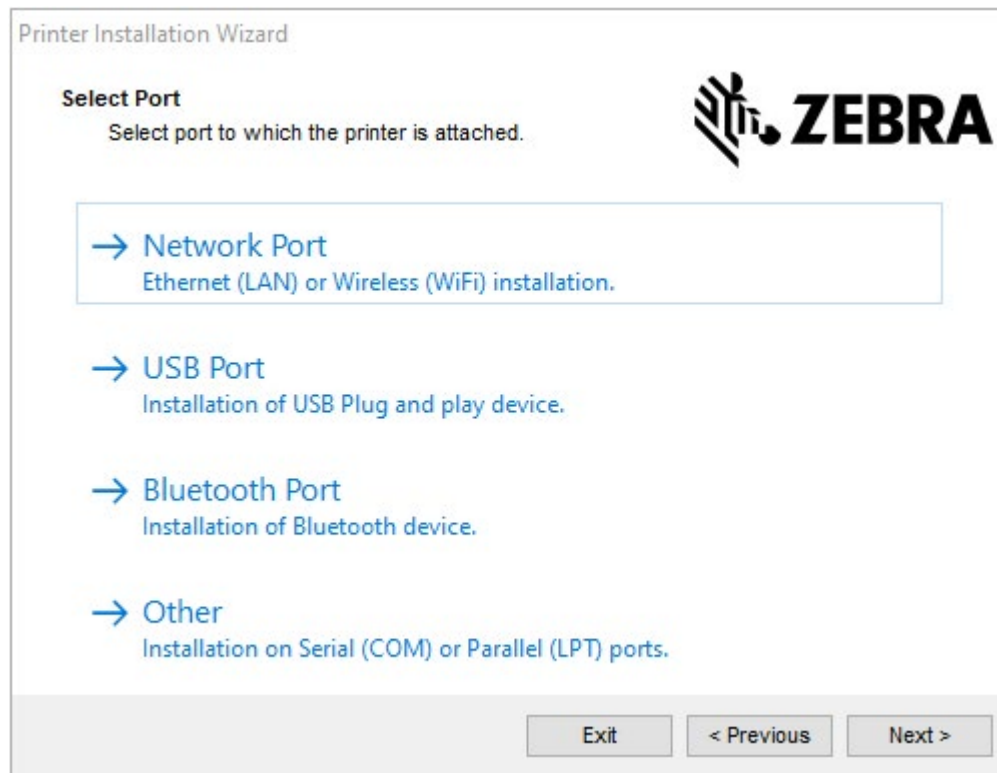 Printer Installation Wizard
Select Port
Select port to which the printer is attached.
ZEBRA
Network Port
Ethernet (LAN) or Wireless (WiFi) installation.
USB Port
Installation of USB Plug and play device.
Bluetooth Port
Installation of Bluetooth device.
Other
Installation on Serial (COM) or Parallel (LPT) ports.
Exit
< Previous
Next >